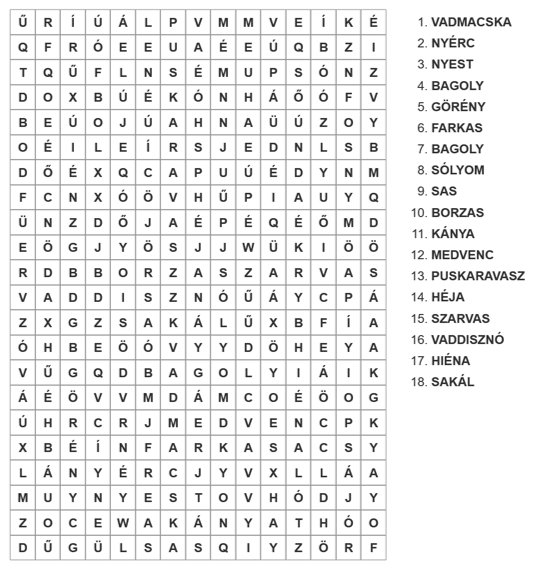 Ű R Í Ú Á L P V M M V E Í K É
Q F R Ó E E U A É E Ú Q B Z I
T Q Ű F L N S É M U P S Ó N Z
D O X B Ú É K Ó N H Á Ő Ó F V
B E Ú O J Ú A H N A Ü Ú Z O Y
O É I L E Í R S J E D N L S B
D Ő É X Q C A P U Ú É D Y N M
F C N X Ó Ö V H Ű P I A U Y Q
Ü N Z D Ő J A É P É Q É Ő M D
E Ö G J Y Ö S J J W Ü K I Ö Ö
R D B B O R Z A S Z A R V A S
V A D D I S Z N Ó Ű Á Y C P Á
Z X G Z S A K Á L Ű X B F Í A
Ó H B E Ö Ó V Y Y D Ö H E Y A
V Ű G Q D B A G O L Y I Á I K
Á É Ö V V M D Á M C O É Ö O G
Ú H R C R J M E D V E N C P K
X B É Í N F A R K A S A C S Y
L Á N Y É R C J Y V X L L Á A
M U Y N Y E S T O V H Ó D J Y
Z O C E W A K Á N Y A T H Ó O
D Ű G Ü L S A S Q I Y Z Ö R F
1. VADMACSKA
2. NYÉRC
3. NYEST
4. BAGOLY
5. GÖRÉNY
6. FARKAS
7. BAGOLY
8. SÓLYOM
9. SAS
10. BORZAS
11. KÁNYA
12. MEDVENC
13. PUSKARAVASZ
14. HÉJA
15. SZARVAS
16. VADDISZNÓ
17. HIÉNA
18. SAKÁL